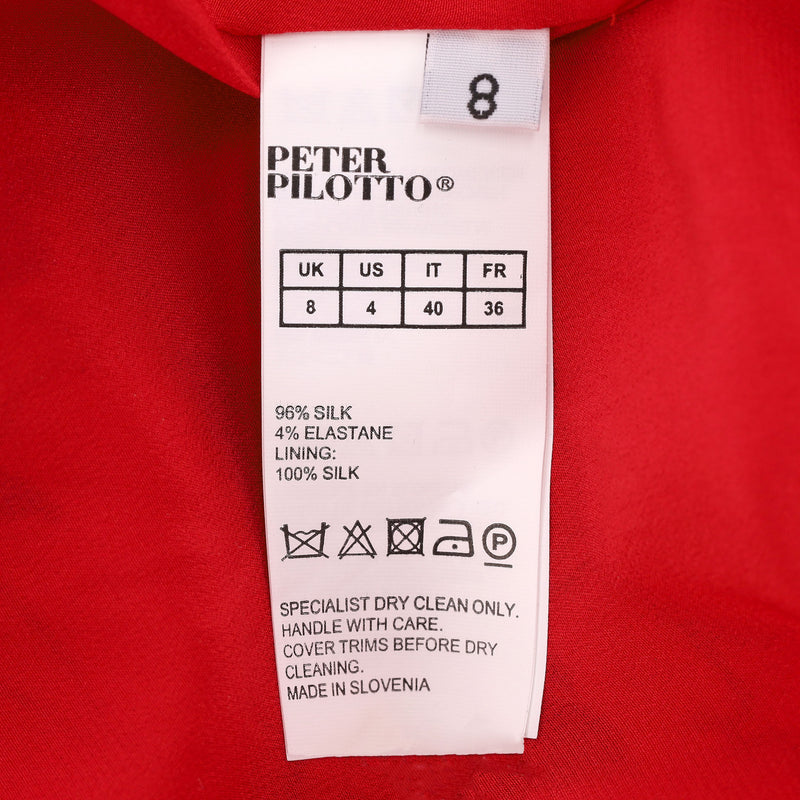 8
PETER
PILOTTO®
UK US IT FR
8 4 40 36
96% SILK
4% ELASTANE
LINING:
100% SILK
P
SPECIALIST DRY CLEAN ONLY.
HANDLE WITH CARE.
COVER TRIMS BEFORE DRY
CLEANING.
MADE IN SLOVENIA